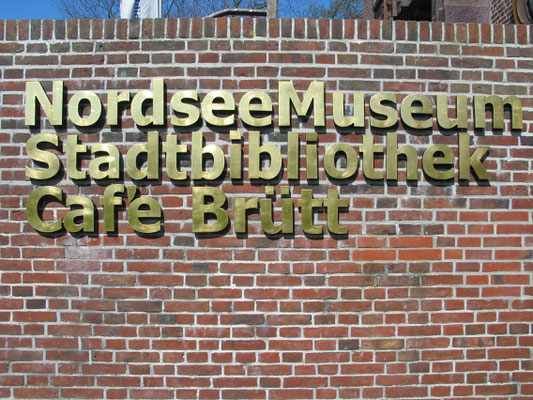 NordseeMuseum
Stadtbibliothek
Café Brütt